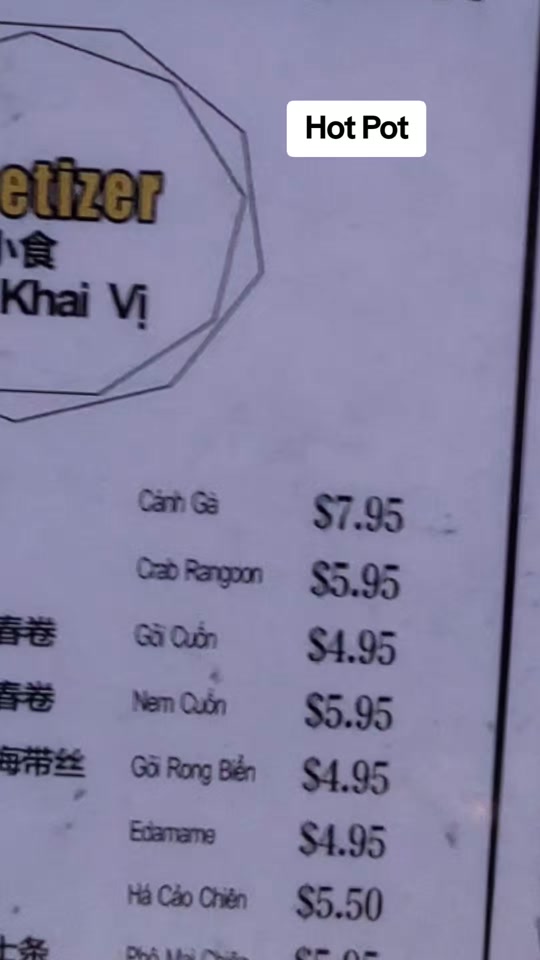 Hot Pot
etizer
小食
Khai Vị
Cánh Gà $7.95
Crab Rangoon $5.95
春卷 Gỏi Cuốn $4.95
春卷 Nem Cuốn $5.95
海带丝 Gỏi Rong Biển $4.95
Edamame $4.95
Há Cảo Chiên $5.50